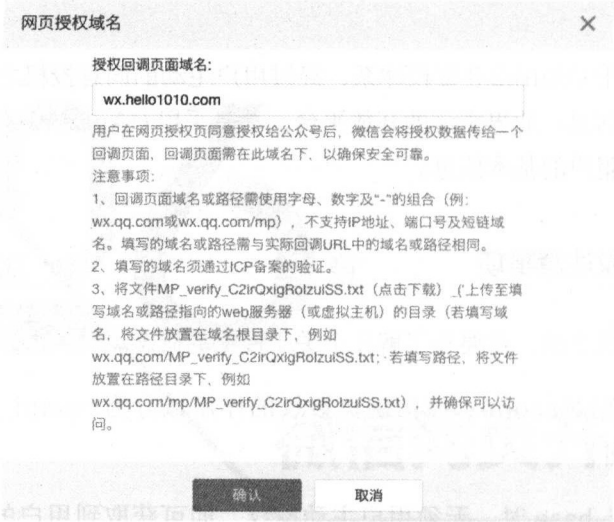 网页授权域名
授权回调页面域名:
wx.hello1010.com
用户在网页授权页同意授权给公众号后，微信会将授权数据传给一个
回调页面，回调页面需在此域名下，以确保安全可靠。
注意事项:
1、回调页面域名或路径需使用字母、数字及“-”的组合（例:
wx.qq.com或wx.qq.com/mp），不支持IP地址、端口号及短链域
名。填写的域名或路径需与实际回调URL中的域名或路径相同。
2、填写的域名须通过ICP备案的验证。
3、将文件MP_verify_C2irQxigRoIzuiSS.txt（点击下载）_('上传至填
写域名或路径指向的web服务器（或虚拟主机）的目录（若填写域
名，将文件放置在域名根目录下，例如
wx.qq.com/MP_verify_C2irQxigRoIzuiSS.txt; 若填写路径，将文件
放置在路径目录下，例如
wx.qq.com/mp/MP_verify_C2irQxigRoIzuiSS.txt），并确保可以访
问。
确认 取消